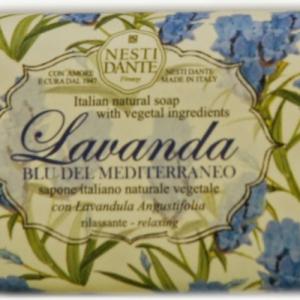 NESTI
DANTE
Firenze
CON AMORE
E CURA DAL 1947
NESTI DANTE
MADE IN ITALY
Italian natural soap
with vegetal ingredients
Lavanda
BLU DEL MEDITERRANEO
sapone italiano naturale vegetale
con Lavandula Angustifolia
rilassante - relaxing